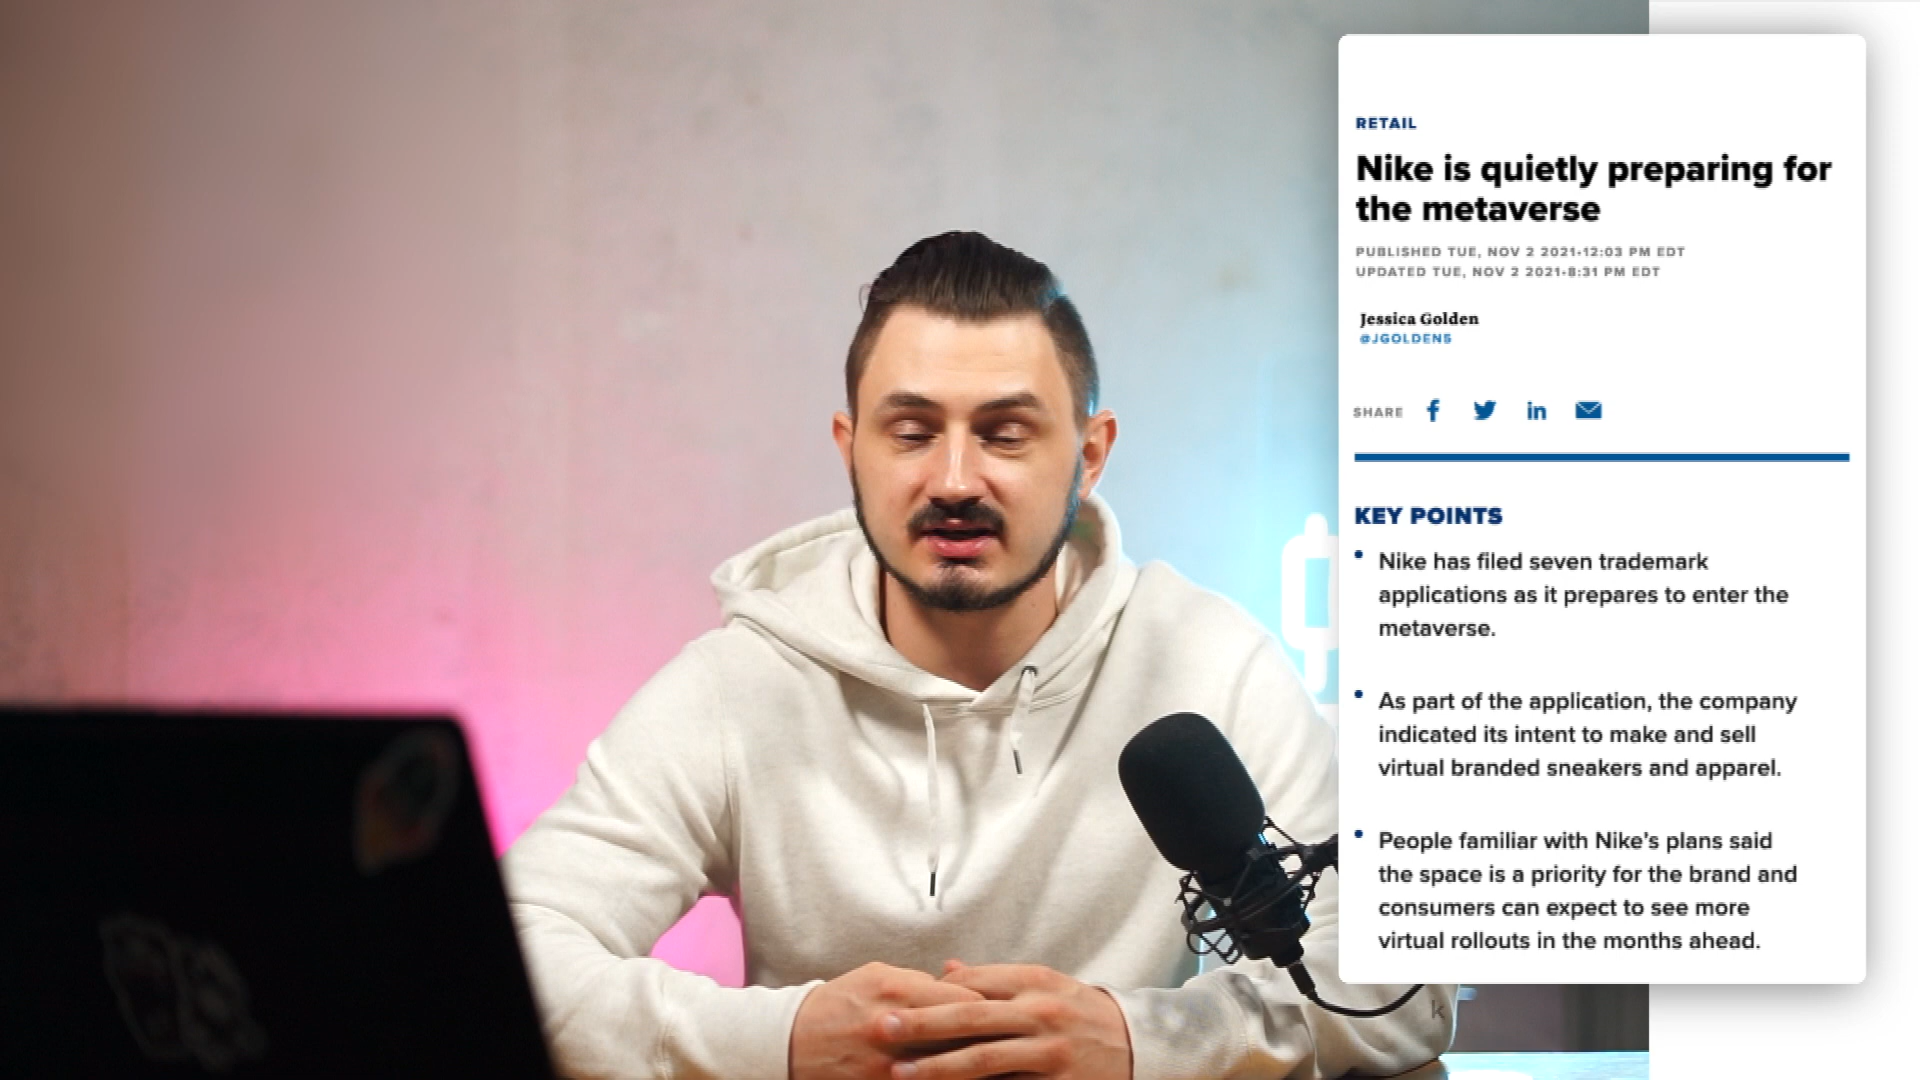 RETAIL
Nike is quietly preparing for
the metaverse
PUBLISHED TUE, NOV 2 2021•12:03 PM EDT
UPDATED TUE, NOV 2 2021•8:31 PM EDT
Jessica Golden
@JGOLDEN5
SHARE
KEY POINTS
• Nike has filed seven trademark
applications as it prepares to enter the
metaverse.
• As part of the application, the company
indicated its intent to make and sell
virtual branded sneakers and apparel.
• People familiar with Nike's plans said
the space is a priority for the brand and
consumers can expect to see more
virtual rollouts in the months ahead.
k